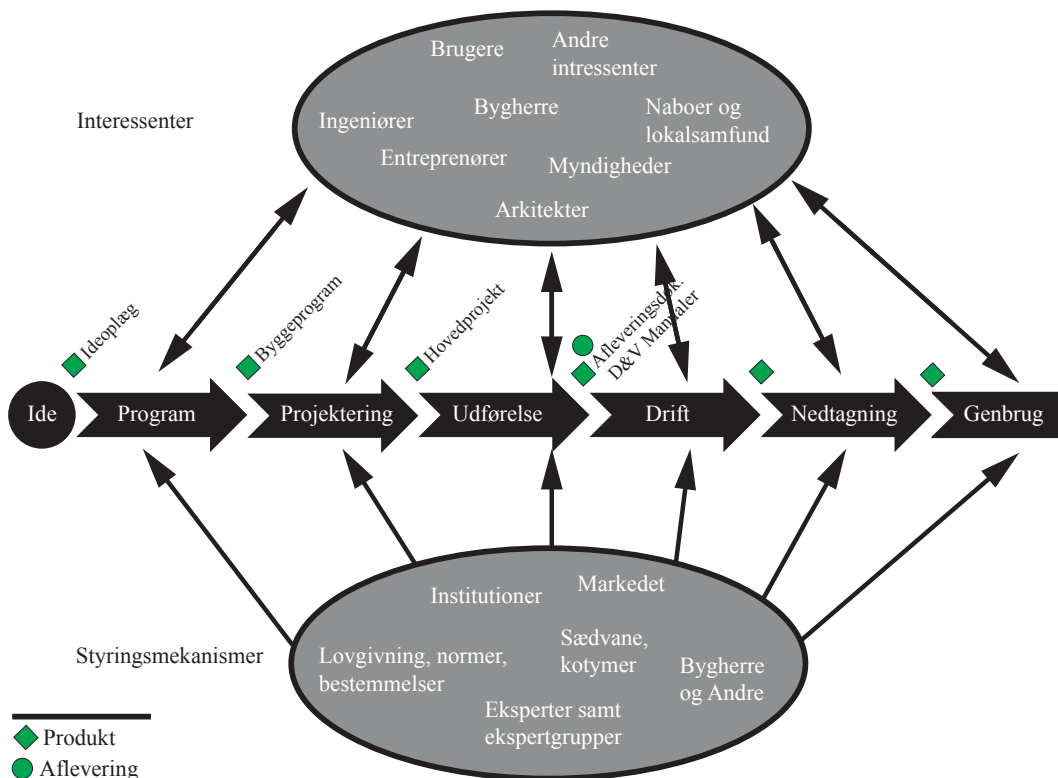 Brugere
Andre
intressenter
Interessenter
Ingeniører
Bygherre
Naboer og
lokalsamfund
Entreprenører
Myndigheder
Arkitekter
Ideoplæg
Byggeprogram
Hovedprojekt
Afleveringsdok.
D&V Manualer
Ide
Program
Projektering
Udførelse
Drift
Nedtagning
Genbrug
Institutioner
Markedet
Styringsmekanismer
Lovgivning, normer,
bestemmelser
Sædvane,
kotymer
Bygherre
og Andre
Eksperter samt
ekspertgrupper
Produkt
Aflevering